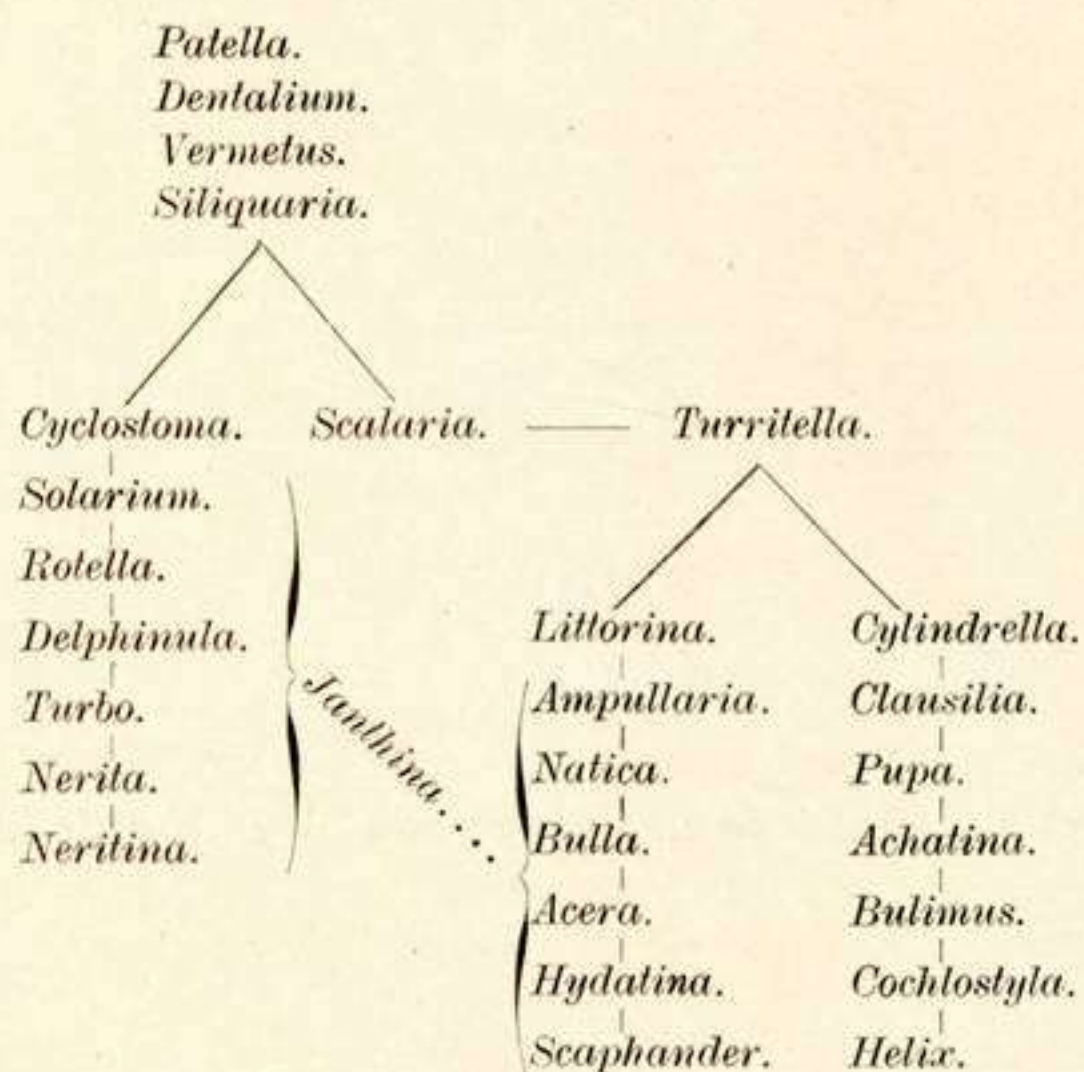 Patella.
Dentalium.
Vermetus.
Siliquaria.
Cyclostoma. Scalaria. Turritella.
Solarium.
Rotella.
Delphinula.
Turbo.
Nerita.
Neritina.
Janthina...
Littorina. Cylindrella.
Ampullaria. Clausilia.
Natica. Pupa.
Bulla. Achatina.
Acera. Bulimus.
Hydatina. Cochlostyla.
Scaphander. Helix.